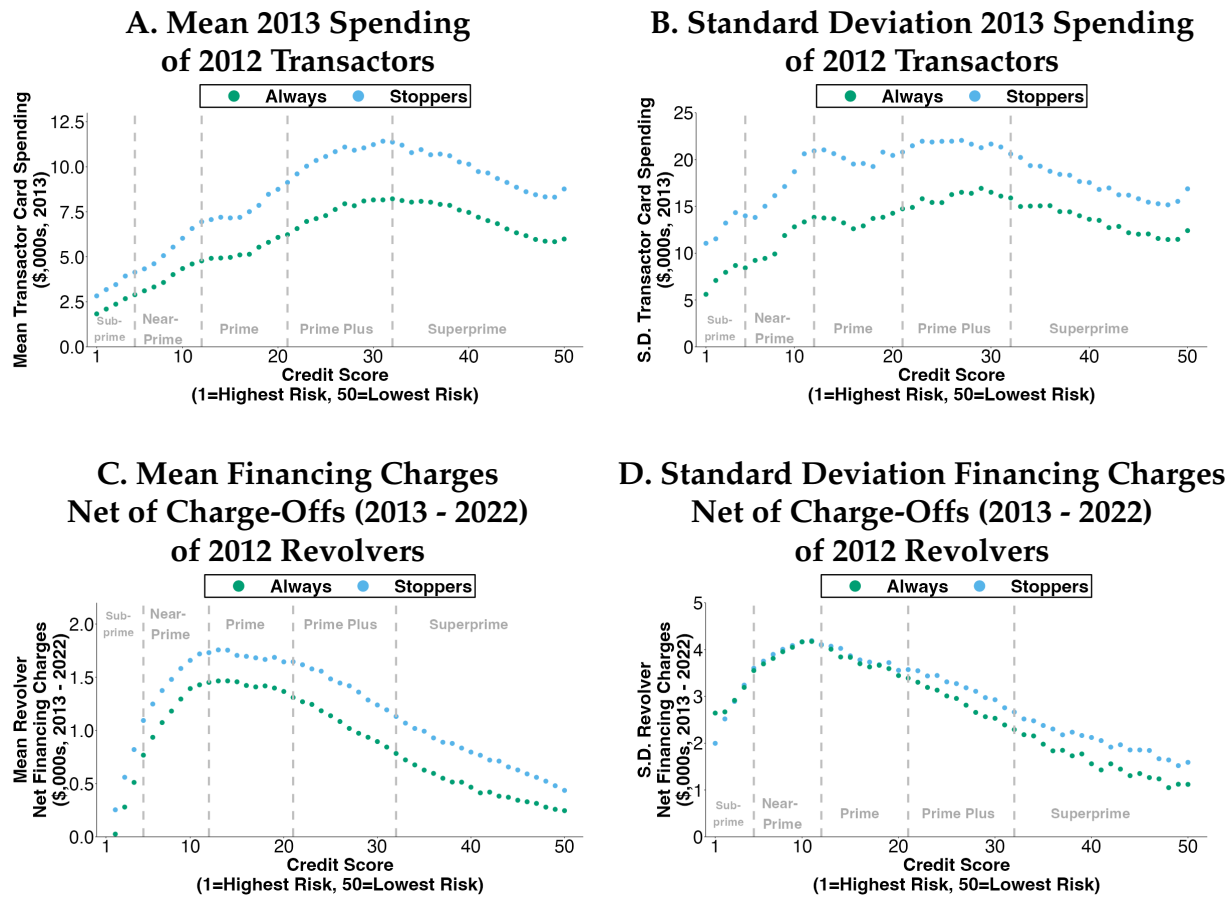 A. Mean 2013 Spending
of 2012 Transactors
Always Stoppers
Mean Transactor Card Spending
($,000s, 2013)
12.5
10.0
7.5
5.0
2.5
0.0
Sub-
prime
Near-
Prime
Prime
Prime Plus
Superprime
1 10 20 30 40 50
Credit Score
(1=Highest Risk, 50=Lowest Risk)
B. Standard Deviation 2013 Spending
of 2012 Transactors
Always Stoppers
S.D. Transactor Card Spending
($,000s, 2013)
25
20
15
10
5
0
Sub-
prime
Near-
Prime
Prime
Prime Plus
Superprime
1 10 20 30 40 50
Credit Score
(1=Highest Risk, 50=Lowest Risk)
C. Mean Financing Charges
Net of Charge-Offs (2013 - 2022)
of 2012 Revolvers
Always Stoppers
Mean Revolver
Net Financing Charges
($,000s, 2013 - 2022)
2.0
1.5
1.0
0.5
0.0
Sub-
prime
Near-
Prime
Prime
Prime Plus
Superprime
1 10 20 30 40 50
Credit Score
(1=Highest Risk, 50=Lowest Risk)
D. Standard Deviation Financing Charges
Net of Charge-Offs (2013 - 2022)
of 2012 Revolvers
Always Stoppers
S.D. Revolver
Net Financing Charges
($,000s, 2013 - 2022)
5
4
3
2
1
0
Sub-
prime
Near-
Prime
Prime
Prime Plus
Superprime
1 10 20 30 40 50
Credit Score
(1=Highest Risk, 50=Lowest Risk)